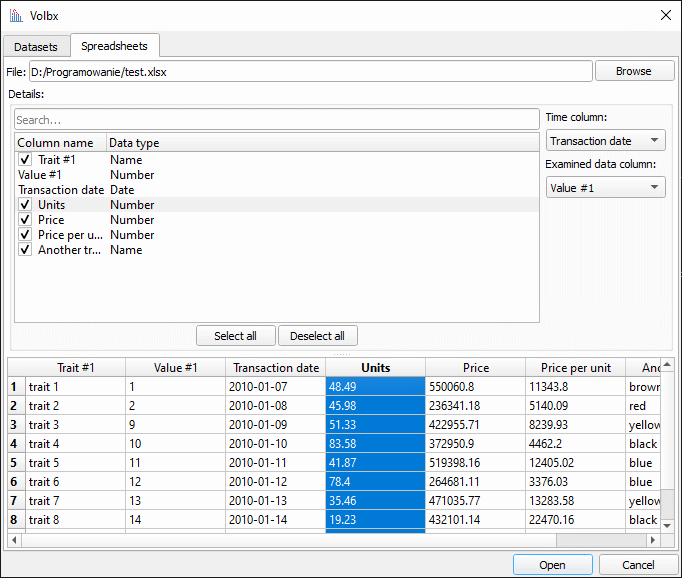 Volbx
Datasets Spreadsheets
File: D:/Programowanie/test.xlsx Browse
Details:
Search... Time column:
Column name Data type Transaction date
Trait #1 Name Examined data column:
Value #1 Number Value #1
Transaction date Date
Units Number
Price Number
Price per u... Number
Another tr... Name
Select all Deselect all
Trait #1 Value #1 Transaction date Units Price Price per unit Ano
1 trait 1 1 2010-01-07 48.49 550060.8 11343.8 brown
2 trait 2 2 2010-01-08 45.98 236341.18 5140.09 red
3 trait 3 9 2010-01-09 51.33 422955.71 8239.93 yellow
4 trait 4 10 2010-01-10 83.58 372950.9 4462.2 black
5 trait 5 11 2010-01-11 41.87 519398.16 12405.02 blue
6 trait 6 12 2010-01-12 78.4 264681.11 3376.03 blue
7 trait 7 13 2010-01-13 35.46 471035.77 13283.58 yellow
8 trait 8 14 2010-01-14 19.23 432101.14 22470.16 black
Open Cancel